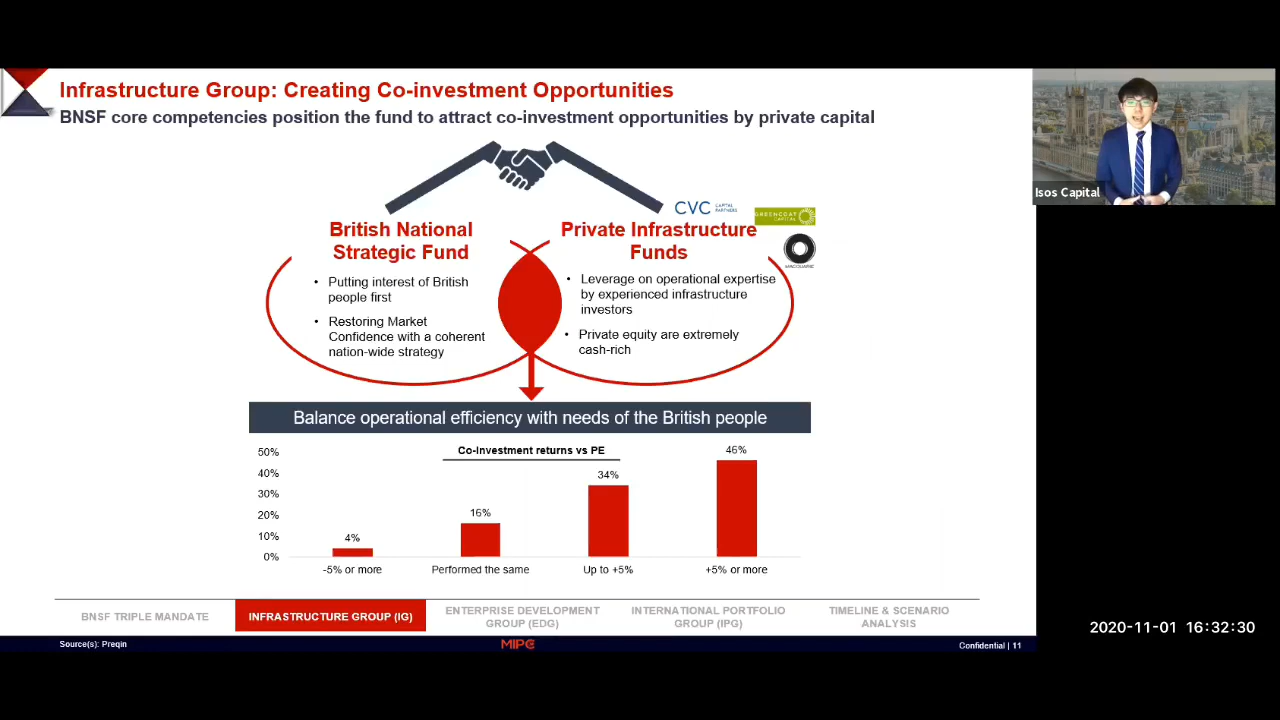 Infrastructure Group: Creating Co-investment Opportunities
BNSF core competencies position the fund to attract co-investment opportunities by private capital
Isos Capital
CVC CAPITAL
PARTNERS
GREENCOAT
CAPITAL
MACQUARIE
British National
Strategic Fund
• Putting interest of British
people first
• Restoring Market
Confidence with a coherent
nation-wide strategy
Private Infrastructure
Funds
• Leverage on operational expertise
by experienced infrastructure
investors
• Private equity are extremely
cash-rich
Balance operational efficiency with needs of the British people
Co-investment returns vs PE
50%
40%
30%
20%
10%
0%
4%
16%
34%
46%
-5% or more
Performed the same
Up to +5%
+5% or more
BNSF TRIPLE MANDATE
INFRASTRUCTURE GROUP (IG)
ENTERPRISE DEVELOPMENT
GROUP (EDG)
INTERNATIONAL PORTFOLIO
GROUP (IPG)
TIMELINE & SCENARIO
ANALYSIS
Source(s): Preqin
MIPC
Confidential | 11
2020-11-01 16:32:30